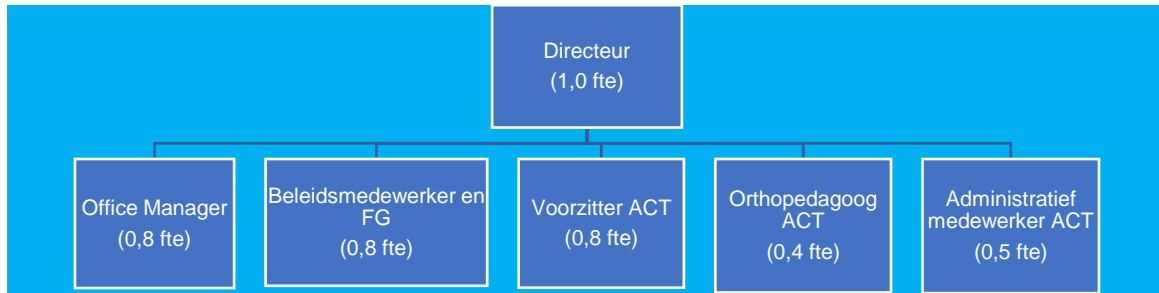 Directeur
(1,0 fte)
Office Manager
(0,8 fte)
Beleidsmedewerker en
FG
(0,8 fte)
Voorzitter ACT
(0,8 fte)
Orthopedagoog
ACT
(0,4 fte)
Administratief
medewerker ACT
(0,5 fte)